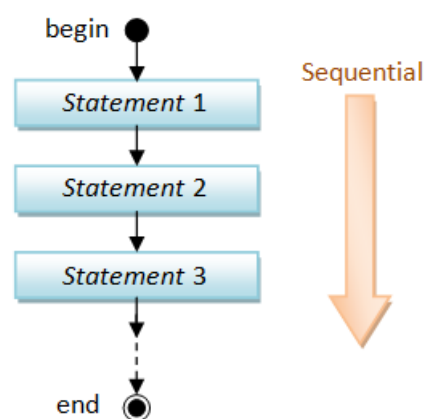 begin
Sequential
Statement 1
Statement 2
Statement 3
end